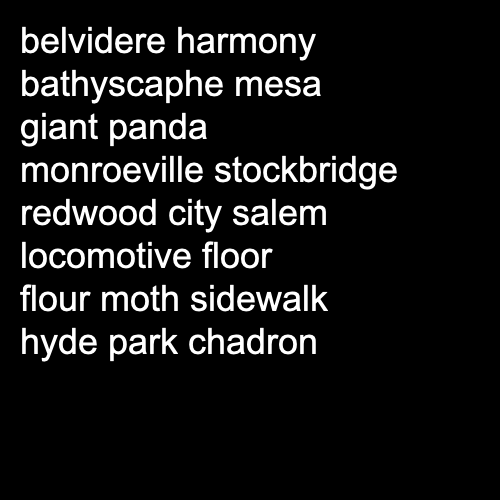 belvidere harmony
bathyscaphe mesa
giant panda
monroeville stockbridge
redwood city salem
locomotive floor
flour moth sidewalk
hyde park chadron